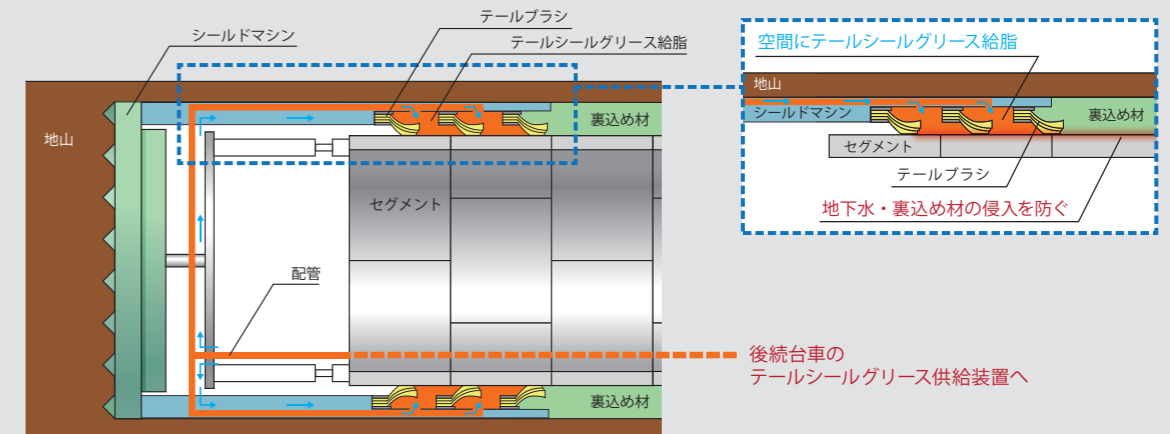 シールドマシン
テールブラシ
テールシールグリース給脂
地山
裏込め材
セグメント
配管
裏込め材
後続台車の
テールシールグリース供給装置へ
空間にテールシールグリース給脂
地山
シールドマシン
裏込め材
セグメント
テールブラシ
地下水・裏込め材の侵入を防ぐ